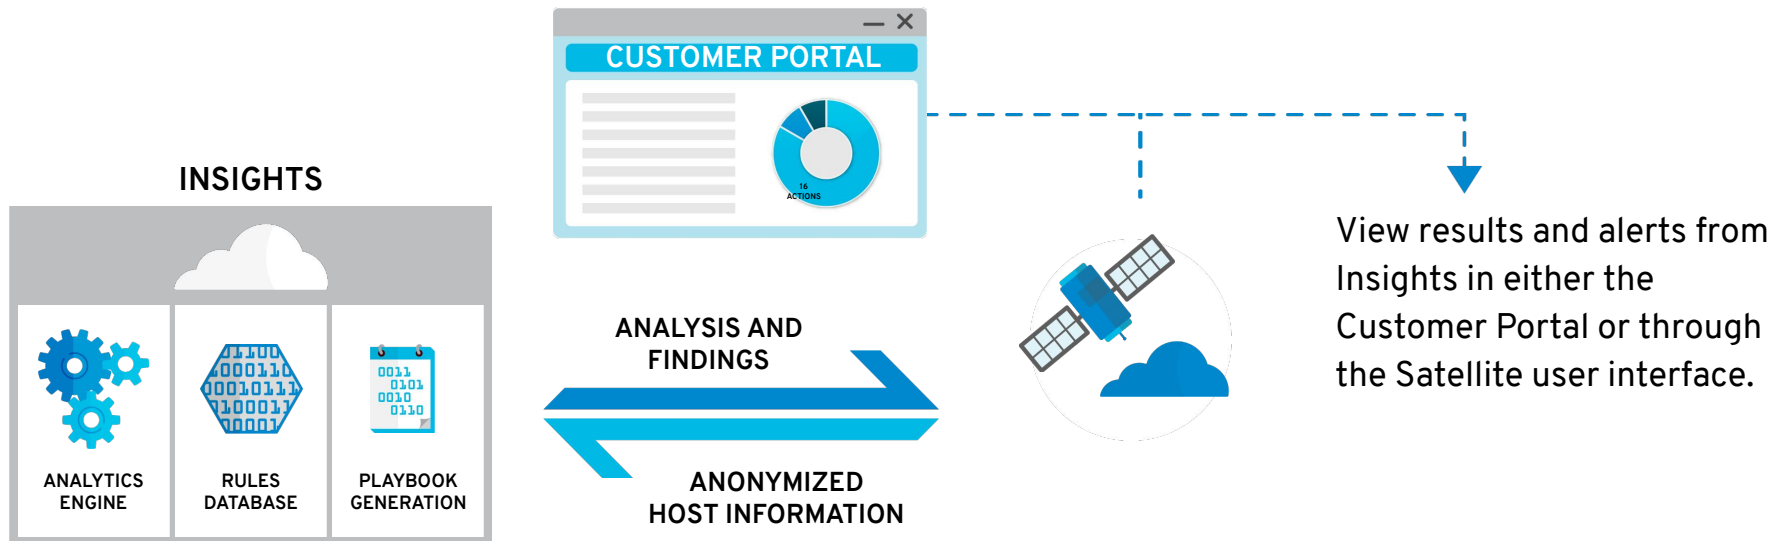 CUSTOMER PORTAL
16
ACTIONS
INSIGHTS
ANALYTICS
ENGINE
RULES
DATABASE
0011
0101
0010
0110
PLAYBOOK
GENERATION
ANALYSIS AND
FINDINGS
ANONYMIZED
HOST INFORMATION
View results and alerts from
Insights in either the
Customer Portal or through
the Satellite user interface.